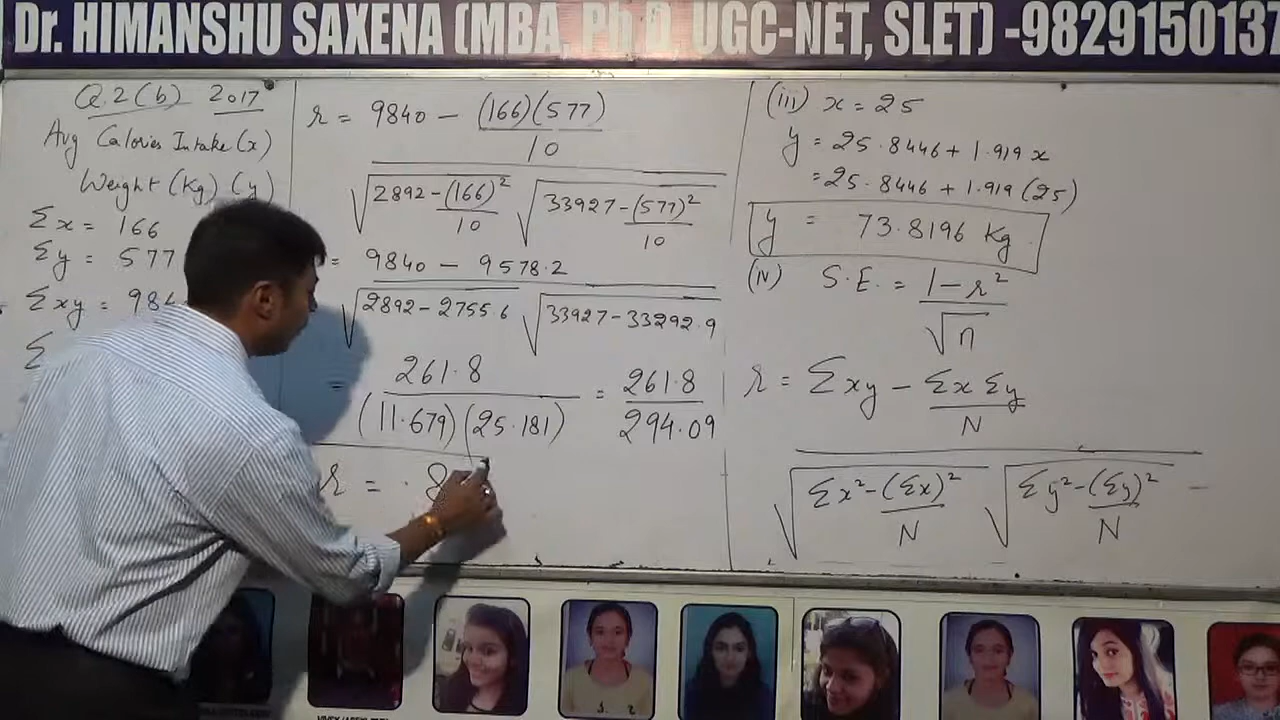 Dr. HIMANSHU SAXENA (MBA, Ph.D, UGC-NET, SLET) -9829150137
Q.2(b) 2017
Avg Calories Intake (x)
Weight (Kg) (y)
Σx = 166
Σy = 577
Σxy = 984
Σ
r = 9840 - (166)(577)
10
√2892 - (166)² √33927 - (577)²
10 10
= 9840 - 9578.2
√2892 - 2755.6 √33927 - 33292.9
261.8 = 261.8
(11.679)(25.181) 294.09
r = .8
(iii) x = 25
y = 25.8446 + 1.919 x
= 25.8446 + 1.919 (25)
y = 73.8196 Kg
(iv) S.E. = 1 - r²
√n
r = Σxy - Σx Σy
N
√Σx² - (Σx)² √Σy² - (Σy)²
N N